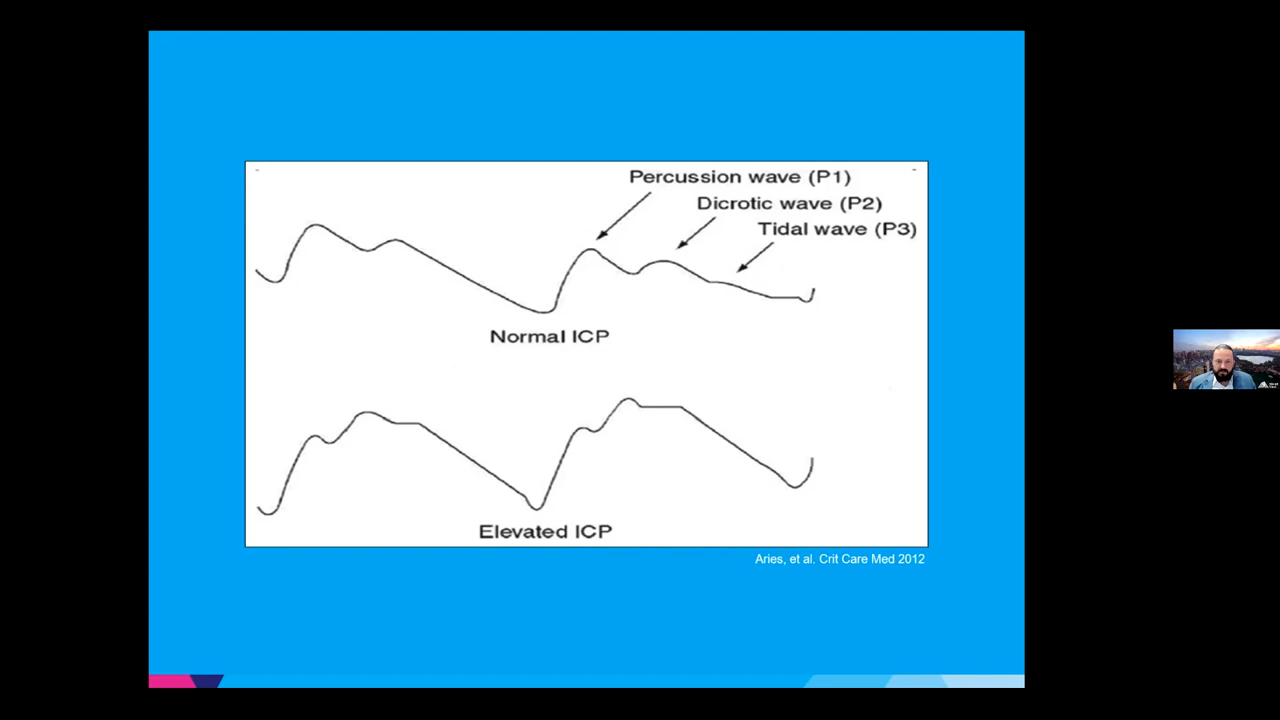 Percussion wave (P1)
Dicrotic wave (P2)
Tidal wave (P3)
Normal ICP
Elevated ICP
Aries, et al. Crit Care Med 2012